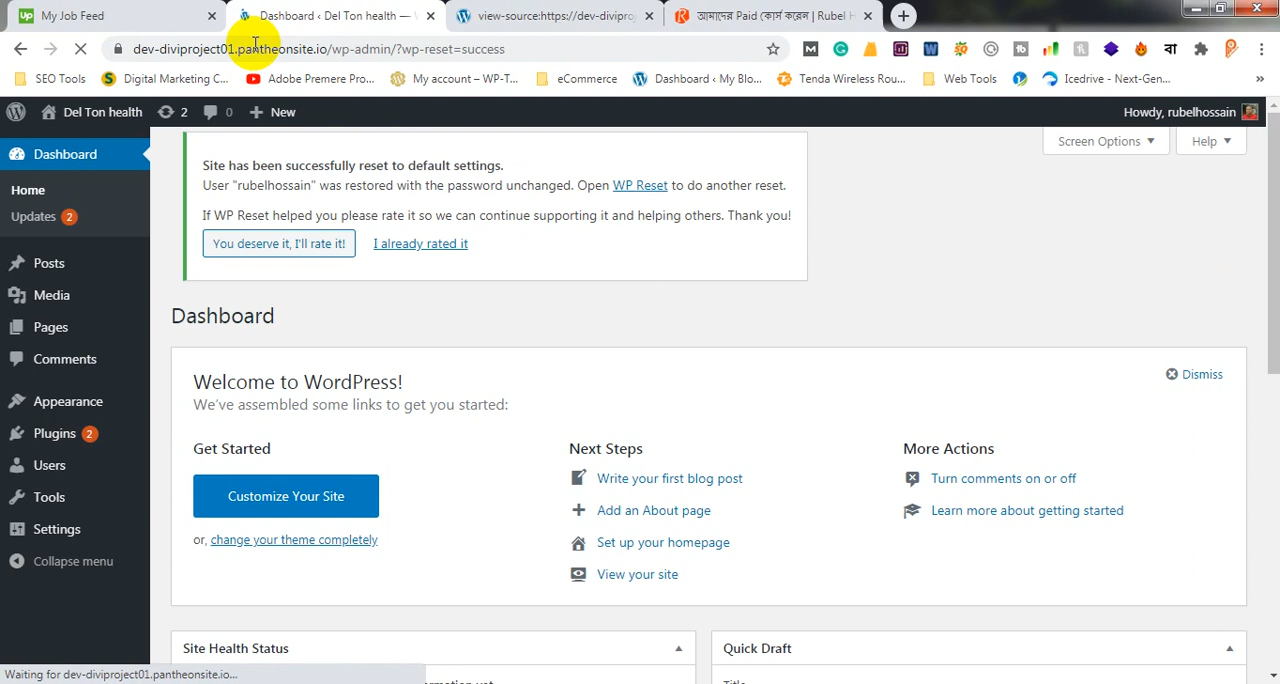 My Job Feed
Dashboard ‹ Del Ton health —
view-source:https://dev-diviproj
আমাদের Paid কোর্স করেন | Rubel H
dev-diviproject01.pantheonsite.io/wp-admin/?wp-reset=success
SEO Tools
Digital Marketing C...
Adobe Premere Pro...
My account – WP-T...
eCommerce
Dashboard ‹ My Blo...
Tenda Wireless Rou...
Web Tools
Icedrive - Next-Gen...
»
Del Ton health
2
0
New
Howdy, rubelhossain
Dashboard
Home
Updates 2
Posts
Media
Pages
Comments
Appearance
Plugins 2
Users
Tools
Settings
Collapse menu
Screen Options
Help
Site has been successfully reset to default settings.
User "rubelhossain" was restored with the password unchanged. Open WP Reset to do another reset.
If WP Reset helped you please rate it so we can continue supporting it and helping others. Thank you!
You deserve it, I'll rate it!
I already rated it
Dashboard
Welcome to WordPress!
We've assembled some links to get you started:
Dismiss
Get Started
Customize Your Site
or, change your theme completely
Next Steps
Write your first blog post
Add an About page
Set up your homepage
View your site
More Actions
Turn comments on or off
Learn more about getting started
Site Health Status
Quick Draft
Waiting for dev-diviproject01.pantheonsite.io...